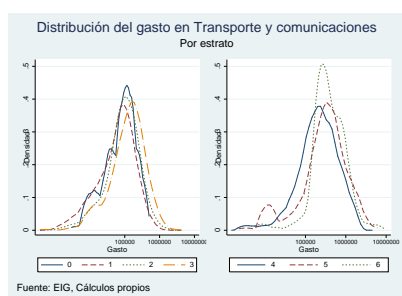 Distribución del gasto en Transporte y comunicaciones
Por estrato
0 .1 .2 .3 .4 .5
Densidad
100000 1000000 10000000
Gasto
0 1 2 3
0 .1 .2 .3 .4 .5
Densidad
100000 1000000 10000000
Gasto
4 5 6
Fuente: EIG, Cálculos propios